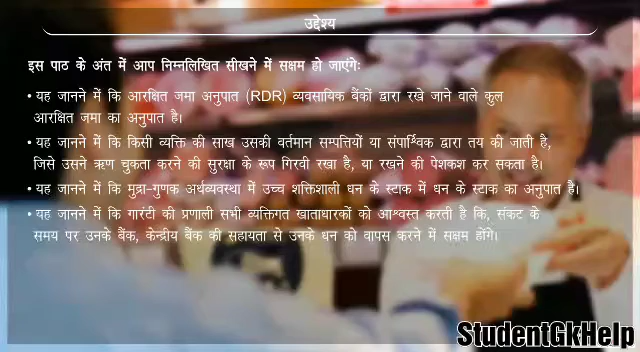 उद्देश्य
इस पाठ के अंत में आप निम्नलिखित सीखने में सक्षम हो जाएंगे:
• यह जानने में कि आरक्षित जमा अनुपात (RDR) व्यवसायिक बैंकों द्वारा रखे जाने वाले कुल
आरक्षित जमा का अनुपात है।
• यह जानने में कि किसी व्यक्ति की साख उसकी वर्तमान सम्पत्तियों या संपार्श्विक द्वारा तय की जाती है,
जिसे उसने ऋण चुकता करने की सुरक्षा के रूप गिरवी रखा है, या रखने की पेशकश कर सकता है।
• यह जानने में कि मुद्रा-गुणक अर्थव्यवस्था में उच्च शक्तिशाली धन के स्टाक में धन के स्टाक का अनुपात है।
• यह जानने में कि गारंटी की प्रणाली सभी व्यक्तिगत खाताधारकों को आश्वस्त करती है कि, संकट के
समय पर उनके बैंक, केन्द्रीय बैंक की सहायता से उनके धन को वापस करने में सक्षम होंगे।
StudentGkHelp